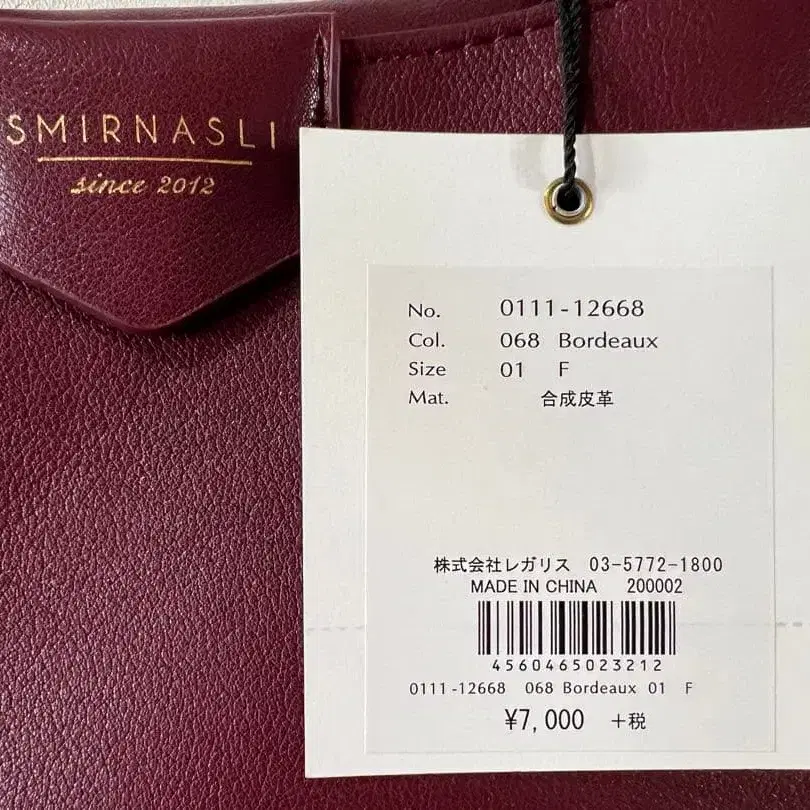 SMIRNASLI
since 2012
No. 0111-12668
Col. 068 Bordeaux
Size 01 F
Mat. 合成皮革
株式会社レガリス 03-5772-1800
MADE IN CHINA 200002
4560465023212
0111-12668 068 Bordeaux 01 F
¥7,000 +税